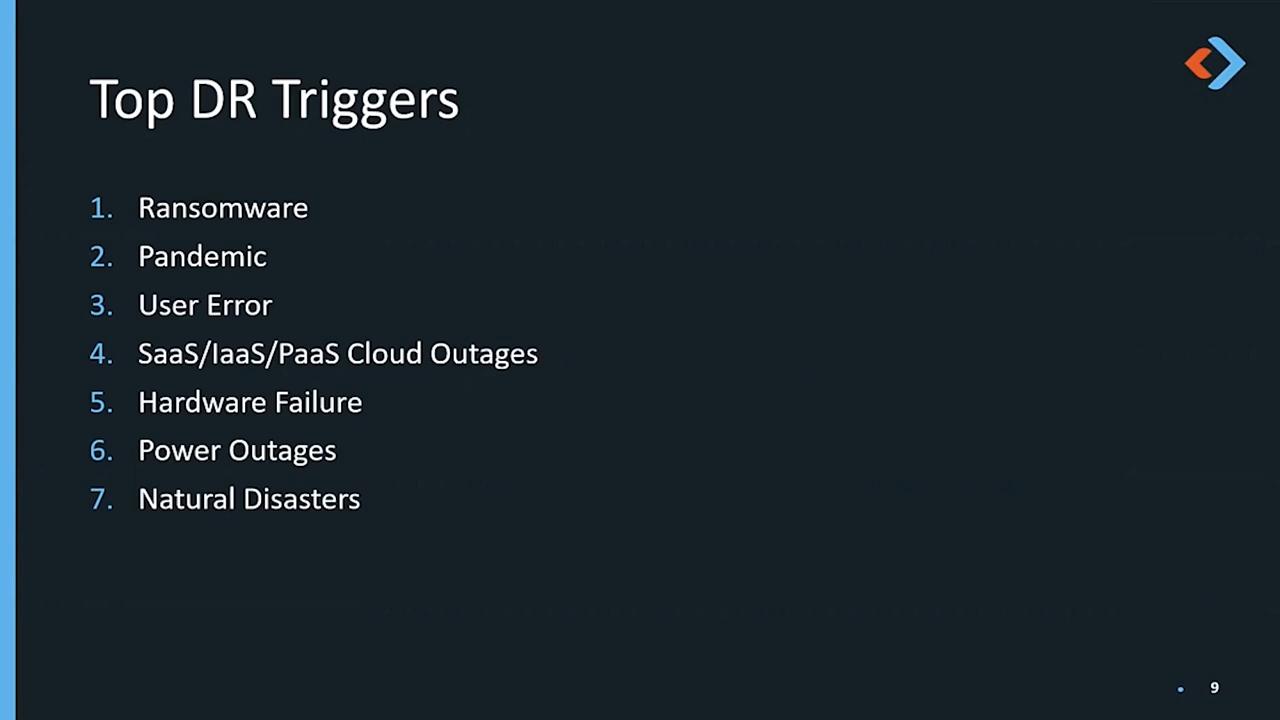 Top DR Triggers
1. Ransomware
2. Pandemic
3. User Error
4. SaaS/IaaS/PaaS Cloud Outages
5. Hardware Failure
6. Power Outages
7. Natural Disasters
9